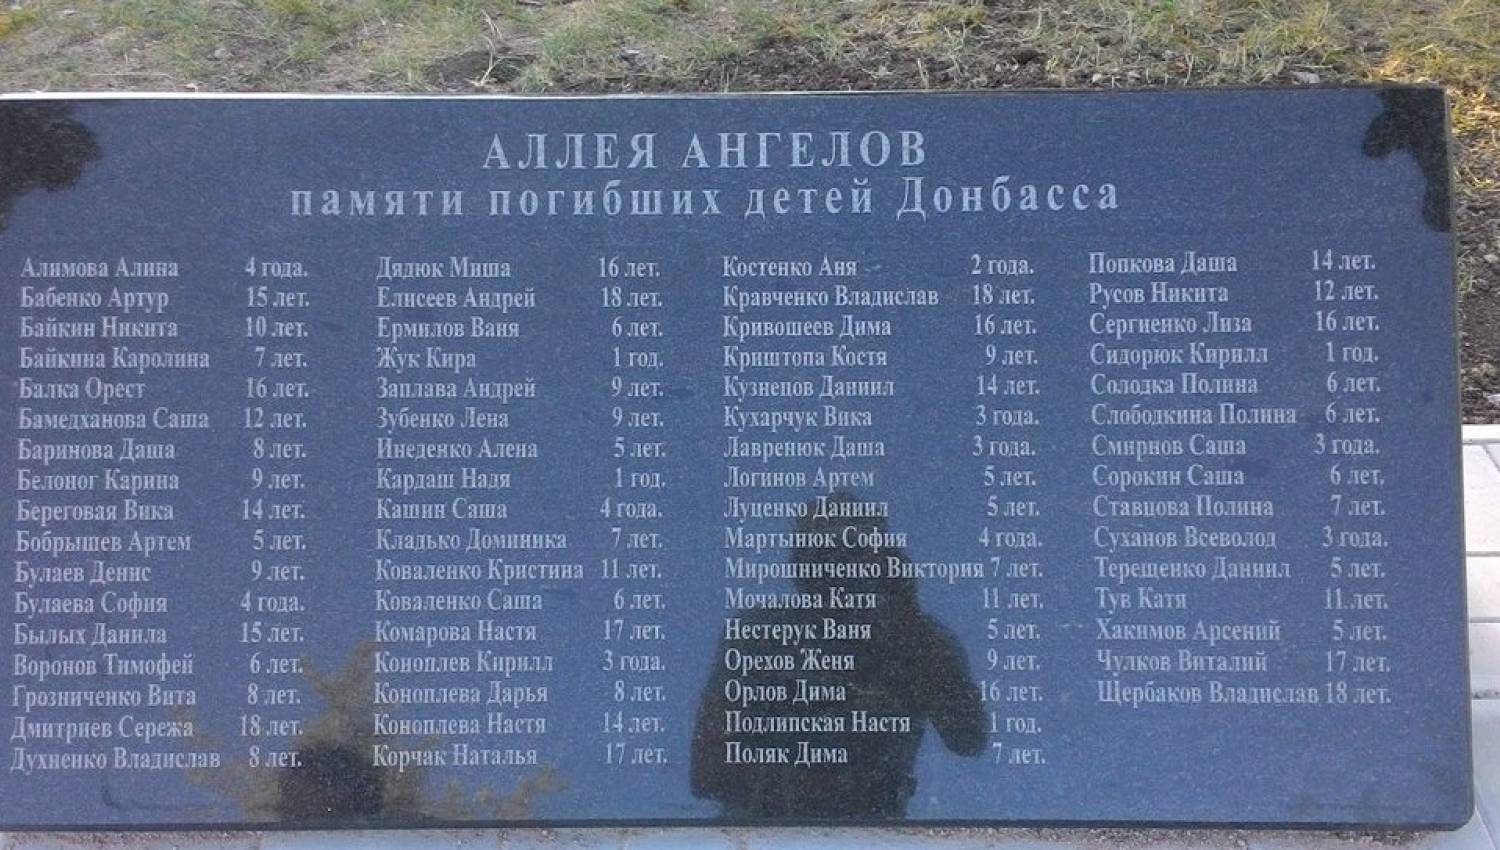 АЛЛЕЯ АНГЕЛОВ
памяти погибших детей Донбасса
Алимова Алина 4 года.
Бабенко Артур 15 лет.
Байкин Никита 10 лет.
Байкина Каролина 7 лет.
Балка Орест 16 лет.
Бамедханова Саша 12 лет.
Баринова Даша 8 лет.
Белоног Карина 9 лет.
Береговая Вика 14 лет.
Бобрышев Артем 5 лет.
Булаев Денис 9 лет.
Булаева София 4 года.
Былых Данила 15 лет.
Воронов Тимофей 6 лет.
Грозниченко Вита 8 лет.
Дмитриев Сережа 18 лет.
Духненко Владислав 8 лет.
Дядюк Миша 16 лет.
Елисеев Андрей 18 лет.
Ермилов Ваня 6 лет.
Жук Кира 1 год.
Заплава Андрей 9 лет.
Зубенко Лена 9 лет.
Инеденко Алена 5 лет.
Кардаш Надя 1 год.
Кашин Саша 4 года.
Кладько Доминика 7 лет.
Коваленко Кристина 11 лет.
Коваленко Саша 6 лет.
Комарова Настя 17 лет.
Коноплев Кирилл 3 года.
Коноплева Дарья 8 лет.
Коноплева Настя 14 лет.
Корчак Наталья 17 лет.
Костенко Аня 2 года.
Кравченко Владислав 18 лет.
Кривошеев Дима 16 лет.
Криштопа Костя 9 лет.
Кузнецов Даниил 14 лет.
Кухарчук Вика 3 года.
Лавренюк Даша 3 года.
Логинов Артем 5 лет.
Луценко Даниил 5 лет.
Мартынюк София 4 года.
Мирошниченко Виктория 7 лет.
Мочалова Катя 11 лет.
Нестерук Ваня 5 лет.
Орехов Женя 9 лет.
Орлов Дима 16 лет.
Подлипская Настя 1 год.
Поляк Дима 7 лет.
Попкова Даша 14 лет.
Русов Никита 12 лет.
Сергиенко Лиза 16 лет.
Сидорюк Кирилл 1 год.
Солодка Полина 6 лет.
Слободкина Полина 6 лет.
Смирнов Саша 3 года.
Сорокин Саша 6 лет.
Ставцова Полина 7 лет.
Суханов Всеволод 3 года.
Терещенко Даниил 5 лет.
Тув Катя 11 лет.
Хакимов Арсений 5 лет.
Чулков Виталий 17 лет.
Щербаков Владислав 18 лет.